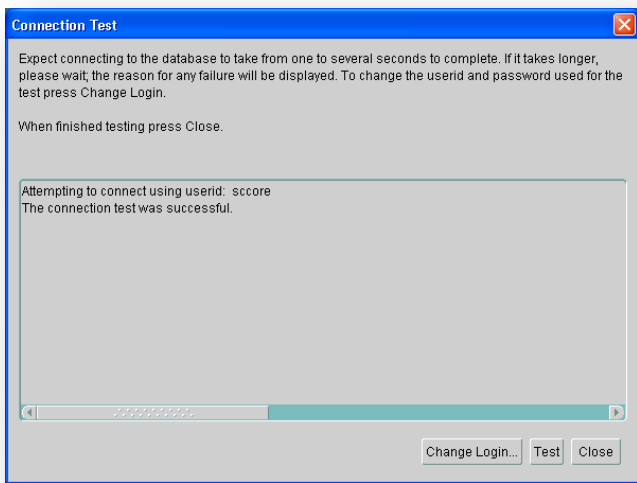 Connection Test
Expect connecting to the database to take from one to several seconds to complete. If it takes longer,
please wait; the reason for any failure will be displayed. To change the userid and password used for the
test press Change Login.
When finished testing press Close.
Attempting to connect using userid:  sccore
The connection test was successful.
Change Login... Test Close